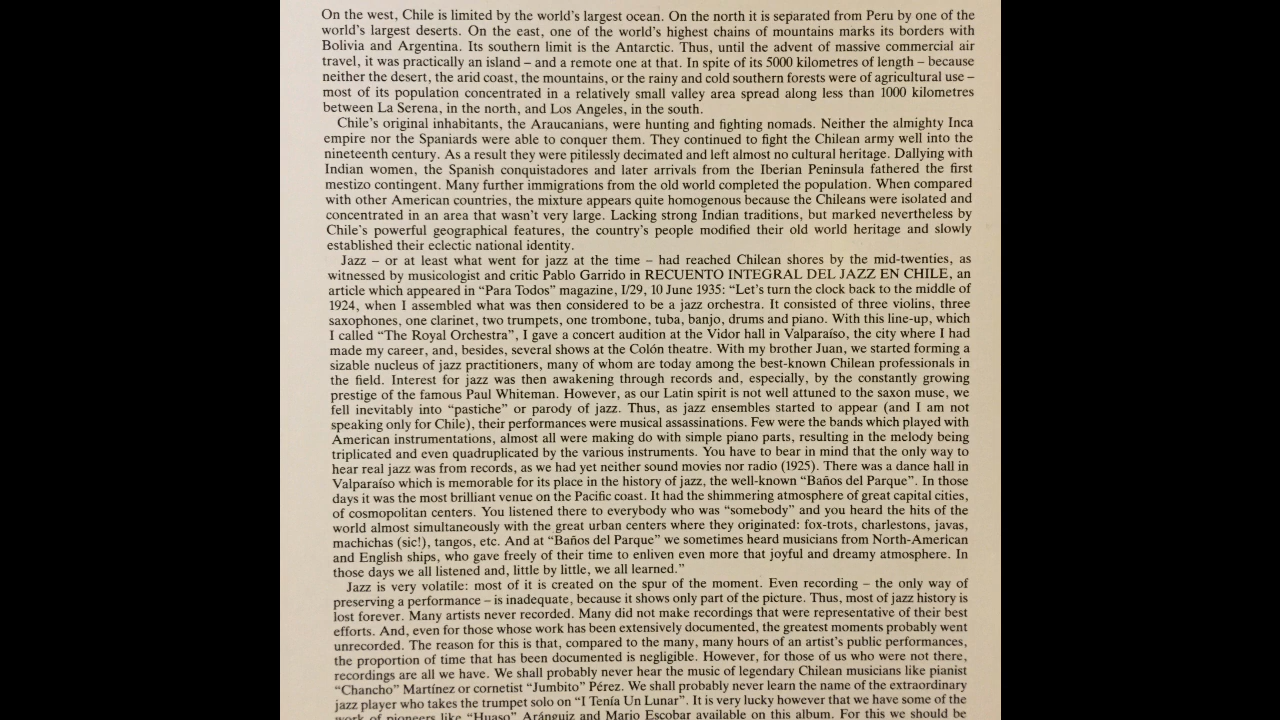 On the west, Chile is limited by the world's largest ocean. On the north it is separated from Peru by one of the
world's largest deserts. On the east, one of the world's highest chains of mountains marks its borders with
Bolivia and Argentina. Its southern limit is the Antarctic. Thus, until the advent of massive commercial air
travel, it was practically an island – and a remote one at that. In spite of its 5000 kilometres of length – because
neither the desert, the arid coast, the mountains, or the rainy and cold southern forests were of agricultural use –
most of its population concentrated in a relatively small valley area spread along less than 1000 kilometres
between La Serena, in the north, and Los Angeles, in the south.
Chile's original inhabitants, the Araucanians, were hunting and fighting nomads. Neither the almighty Inca
empire nor the Spaniards were able to conquer them. They continued to fight the Chilean army well into the
nineteenth century. As a result they were pitilessly decimated and left almost no cultural heritage. Dallying with
Indian women, the Spanish conquistadores and later arrivals from the Iberian Peninsula fathered the first
mestizo contingent. Many further immigrations from the old world completed the population. When compared
with other American countries, the mixture appears quite homogenous because the Chileans were isolated and
concentrated in an area that wasn't very large. Lacking strong Indian traditions, but marked nevertheless by
Chile's powerful geographical features, the country's people modified their old world heritage and slowly
established their eclectic national identity.
Jazz – or at least what went for jazz at the time – had reached Chilean shores by the mid-twenties, as
witnessed by musicologist and critic Pablo Garrido in RECUENTO INTEGRAL DEL JAZZ EN CHILE, an
article which appeared in "Para Todos" magazine, I/29, 10 June 1935: "Let's turn the clock back to the middle of
1924, when I assembled what was then considered to be a jazz orchestra. It consisted of three violins, three
saxophones, one clarinet, two trumpets, one trombone, tuba, banjo, drums and piano. With this line-up, which
I called "The Royal Orchestra", I gave a concert audition at the Vidor hall in Valparaíso, the city where I had
made my career, and, besides, several shows at the Colón theatre. With my brother Juan, we started forming a
sizable nucleus of jazz practitioners, many of whom are today among the best-known Chilean professionals in
the field. Interest for jazz was then awakening through records and, especially, by the constantly growing
prestige of the famous Paul Whiteman. However, as our Latin spirit is not well attuned to the saxon muse, we
fell inevitably into "pastiche" or parody of jazz. Thus, as jazz ensembles started to appear (and I am not
speaking only for Chile), their performances were musical assassinations. Few were the bands which played with
American instrumentations, almost all were making do with simple piano parts, resulting in the melody being
triplicated and even quadruplicated by the various instruments. You have to bear in mind that the only way to
hear real jazz was from records, as we had yet neither sound movies nor radio (1925). There was a dance hall in
Valparaíso which is memorable for its place in the history of jazz, the well-known "Baños del Parque". In those
days it was the most brilliant venue on the Pacific coast. It had the shimmering atmosphere of great capital cities,
of cosmopolitan centers. You listened there to everybody who was "somebody" and you heard the hits of the
world almost simultaneously with the great urban centers where they originated: fox-trots, charlestons, javas,
machichas (sic!), tangos, etc. And at "Baños del Parque" we sometimes heard musicians from North-American
and English ships, who gave freely of their time to enliven even more that joyful and dreamy atmosphere. In
those days we all listened and, little by little, we all learned."
Jazz is very volatile: most of it is created on the spur of the moment. Even recording – the only way of
preserving a performance – is inadequate, because it shows only part of the picture. Thus, most of jazz history is
lost forever. Many artists never recorded. Many did not make recordings that were representative of their best
efforts. And, even for those whose work has been extensively documented, the greatest moments probably went
unrecorded. The reason for this is that, compared to the many, many hours of an artist's public performances,
the proportion of time that has been documented is negligible. However, for those of us who were not there,
recordings are all we have. We shall probably never hear the music of legendary Chilean musicians like pianist
"Chancho" Martínez or cornetist "Jumbito" Pérez. We shall probably never learn the name of the extraordinary
jazz player who takes the trumpet solo on "I Tenía Un Lunar". It is very lucky however that we have some of the
work of pioneers like "Huaso" Aránguiz and Mario Escobar available on this album. For this we should be